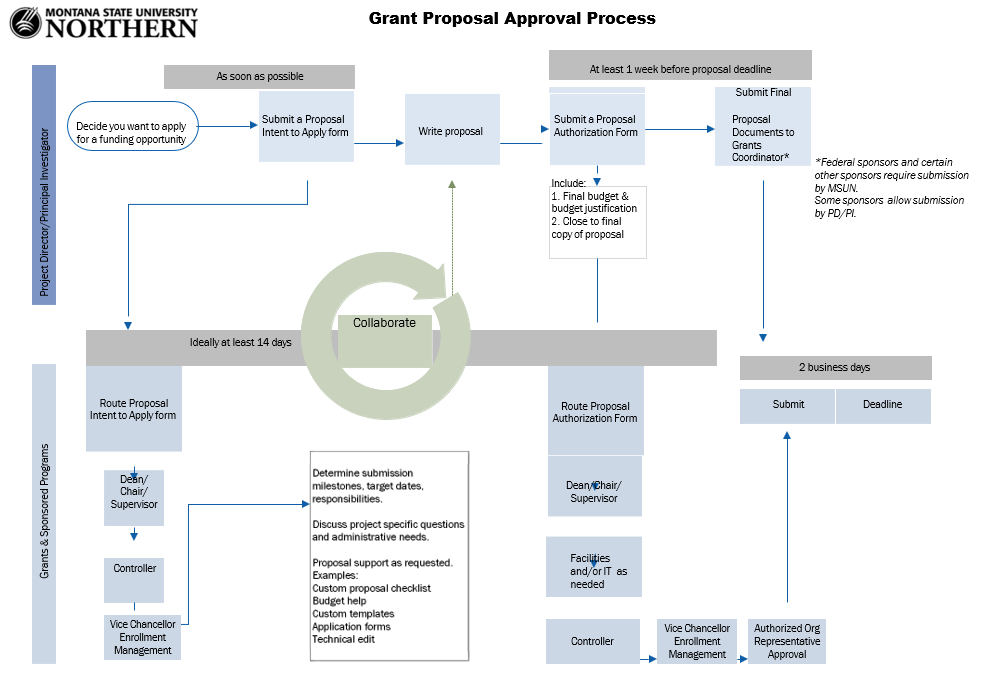 MONTANA STATE UNIVERSITY
NORTHERN
Grant Proposal Approval Process
As soon as possible
At least 1 week before proposal deadline
Project Director/Principal Investigator
Decide you want to apply
for a funding opportunity
Submit a Proposal
Intent to Apply form
Write proposal
Submit a Proposal
Authorization Form
Submit Final
Proposal
Documents to
Grants
Coordinator*
*Federal sponsors and certain
other sponsors require submission
by MSUN.
Some sponsors allow submission
by PD/PI.
Include:
1. Final budget &
budget justification
2. Close to final
copy of proposal
Collaborate
Ideally at least 14 days
2 business days
Submit
Deadline
Grants & Sponsored Programs
Route Proposal
Intent to Apply form
Dean/
Chair/
Supervisor
Controller
Vice Chancellor
Enrollment
Management
Determine submission
milestones, target dates,
responsibilities.
Discuss project specific questions
and administrative needs.
Proposal support as requested.
Examples:
Custom proposal checklist
Budget help
Custom templates
Application forms
Technical edit
Route Proposal
Authorization Form
Dean/Chair/
Supervisor
Facilities
and/or IT as
needed
Controller
Vice Chancellor
Enrollment
Management
Authorized Org
Representative
Approval